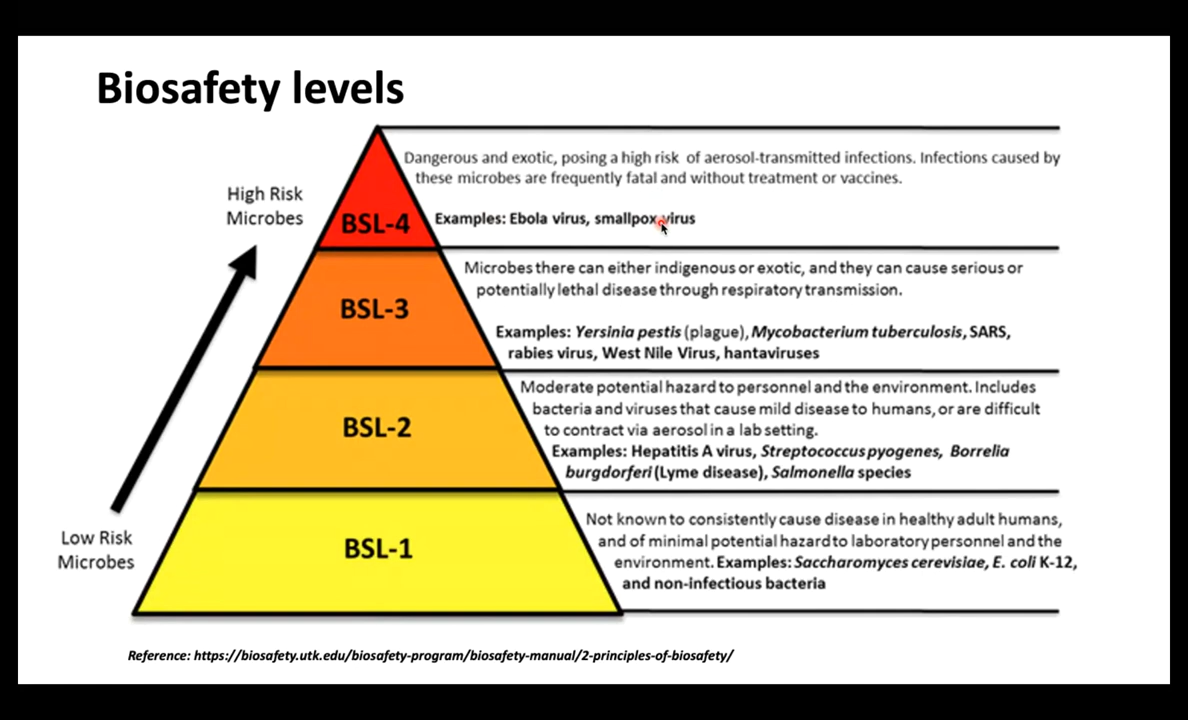 Biosafety levels
Dangerous and exotic, posing a high risk of aerosol-transmitted infections. Infections caused by
these microbes are frequently fatal and without treatment or vaccines.
High Risk
Microbes
BSL-4
Examples: Ebola virus, smallpox virus
Microbes there can either indigenous or exotic, and they can cause serious or
potentially lethal disease through respiratory transmission.
BSL-3
Examples: Yersinia pestis (plague), Mycobacterium tuberculosis, SARS,
rabies virus, West Nile Virus, hantaviruses
Moderate potential hazard to personnel and the environment. Includes
bacteria and viruses that cause mild disease to humans, or are difficult
to contract via aerosol in a lab setting.
BSL-2
Examples: Hepatitis A virus, Streptococcus pyogenes, Borrelia
burgdorferi (Lyme disease), Salmonella species
Low Risk
Microbes
BSL-1
Not known to consistently cause disease in healthy adult humans,
and of minimal potential hazard to laboratory personnel and the
environment. Examples: Saccharomyces cerevisiae, E. coli K-12,
and non-infectious bacteria
Reference: https://biosafety.utk.edu/biosafety-program/biosafety-manual/2-principles-of-biosafety/